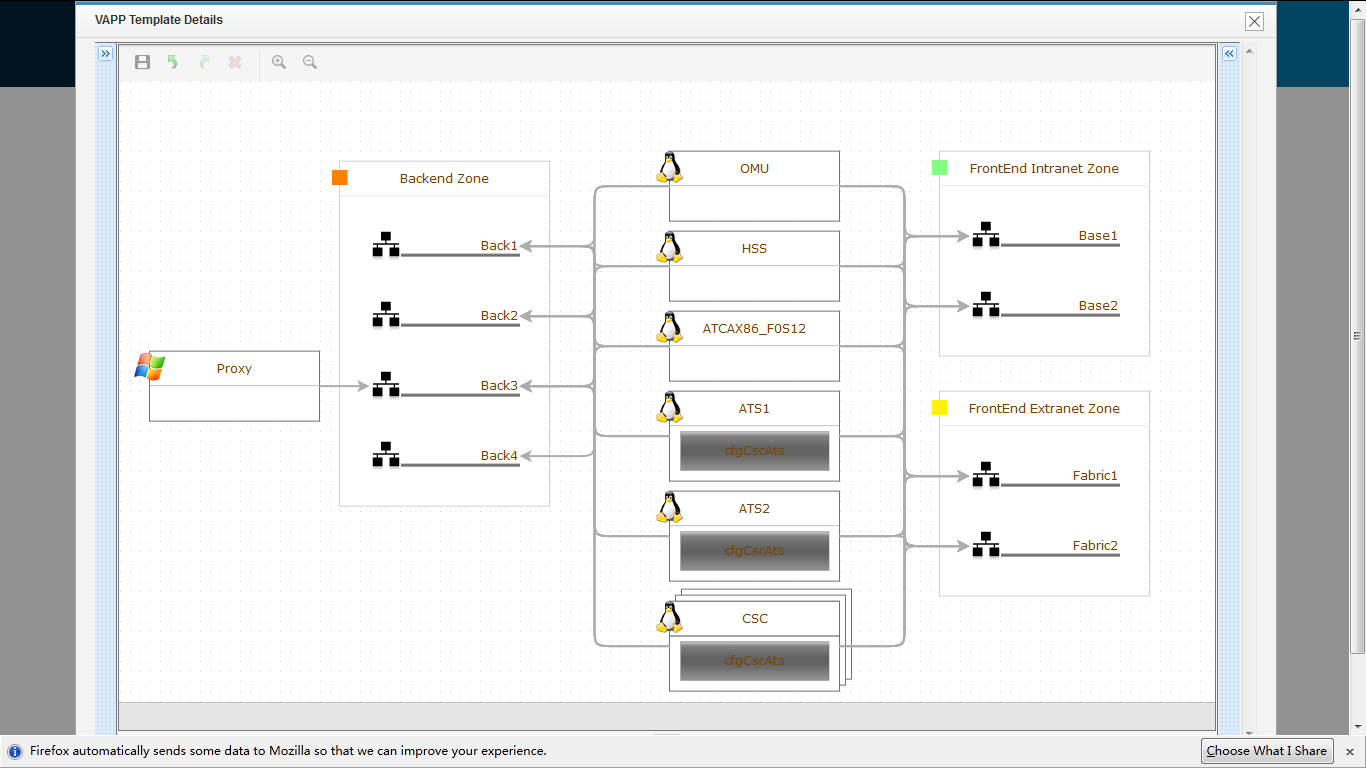 VAPP Template Details
OMU
FrontEnd Intranet Zone
Backend Zone
Base1
Back1
HSS
Base2
Back2
ATCAX86_F0S12
Proxy
Back3
ATS1
FrontEnd Extranet Zone
cfgCscAts
Back4
Fabric1
ATS2
cfgCscAts
Fabric2
CSC
cfgCscAts
Firefox automatically sends some data to Mozilla so that we can improve your experience.
Choose What I Share